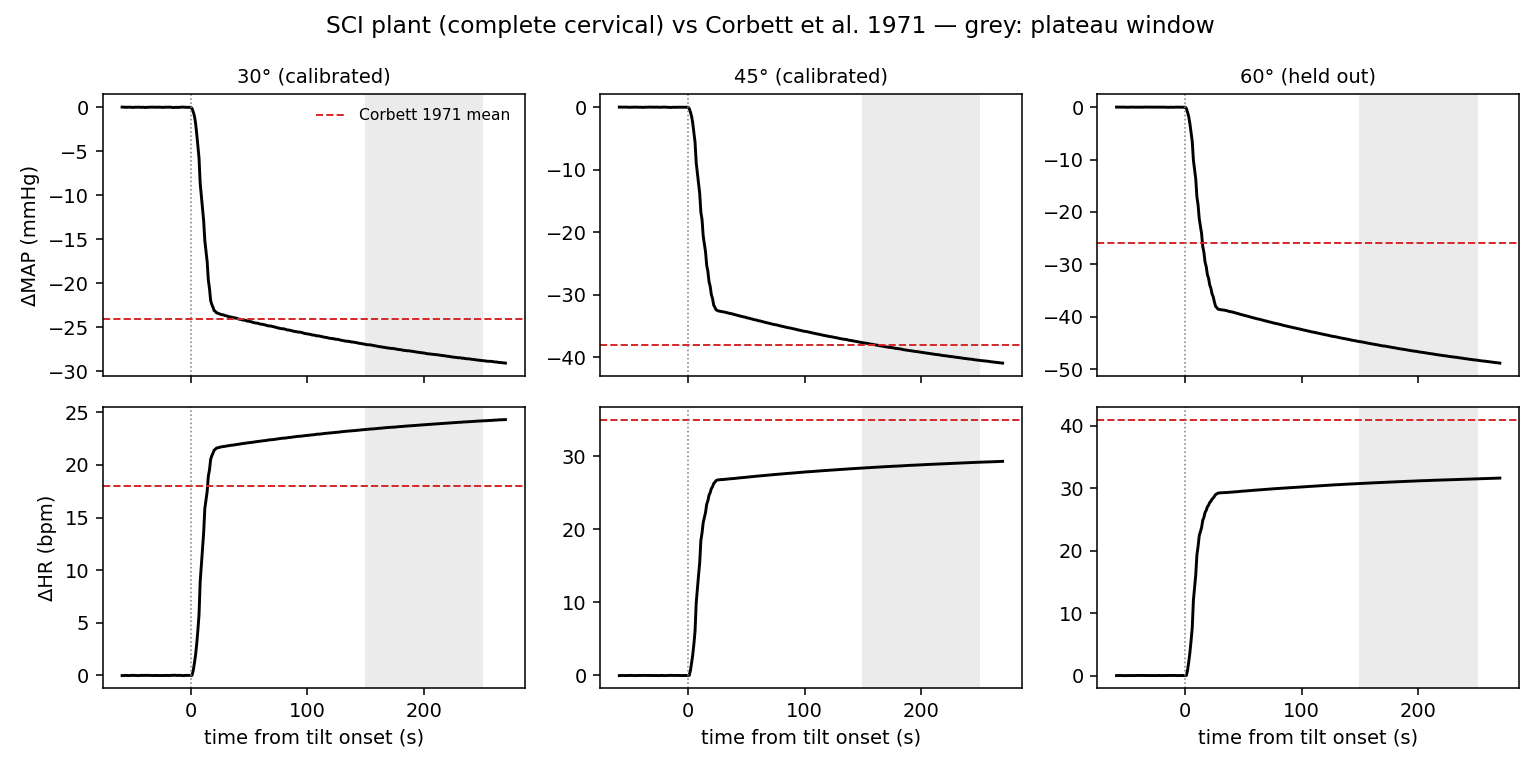 SCI plant (complete cervical) vs Corbett et al. 1971 — grey: plateau window
30° (calibrated)
45° (calibrated)
60° (held out)
ΔMAP (mmHg)
0
−5
−10
−15
−20
−25
−30
Corbett 1971 mean
0
−10
−20
−30
−40
0
−10
−20
−30
−40
−50
ΔHR (bpm)
25
20
15
10
5
0
30
20
10
0
40
30
20
10
0
0 100 200
0 100 200
0 100 200
time from tilt onset (s)
time from tilt onset (s)
time from tilt onset (s)